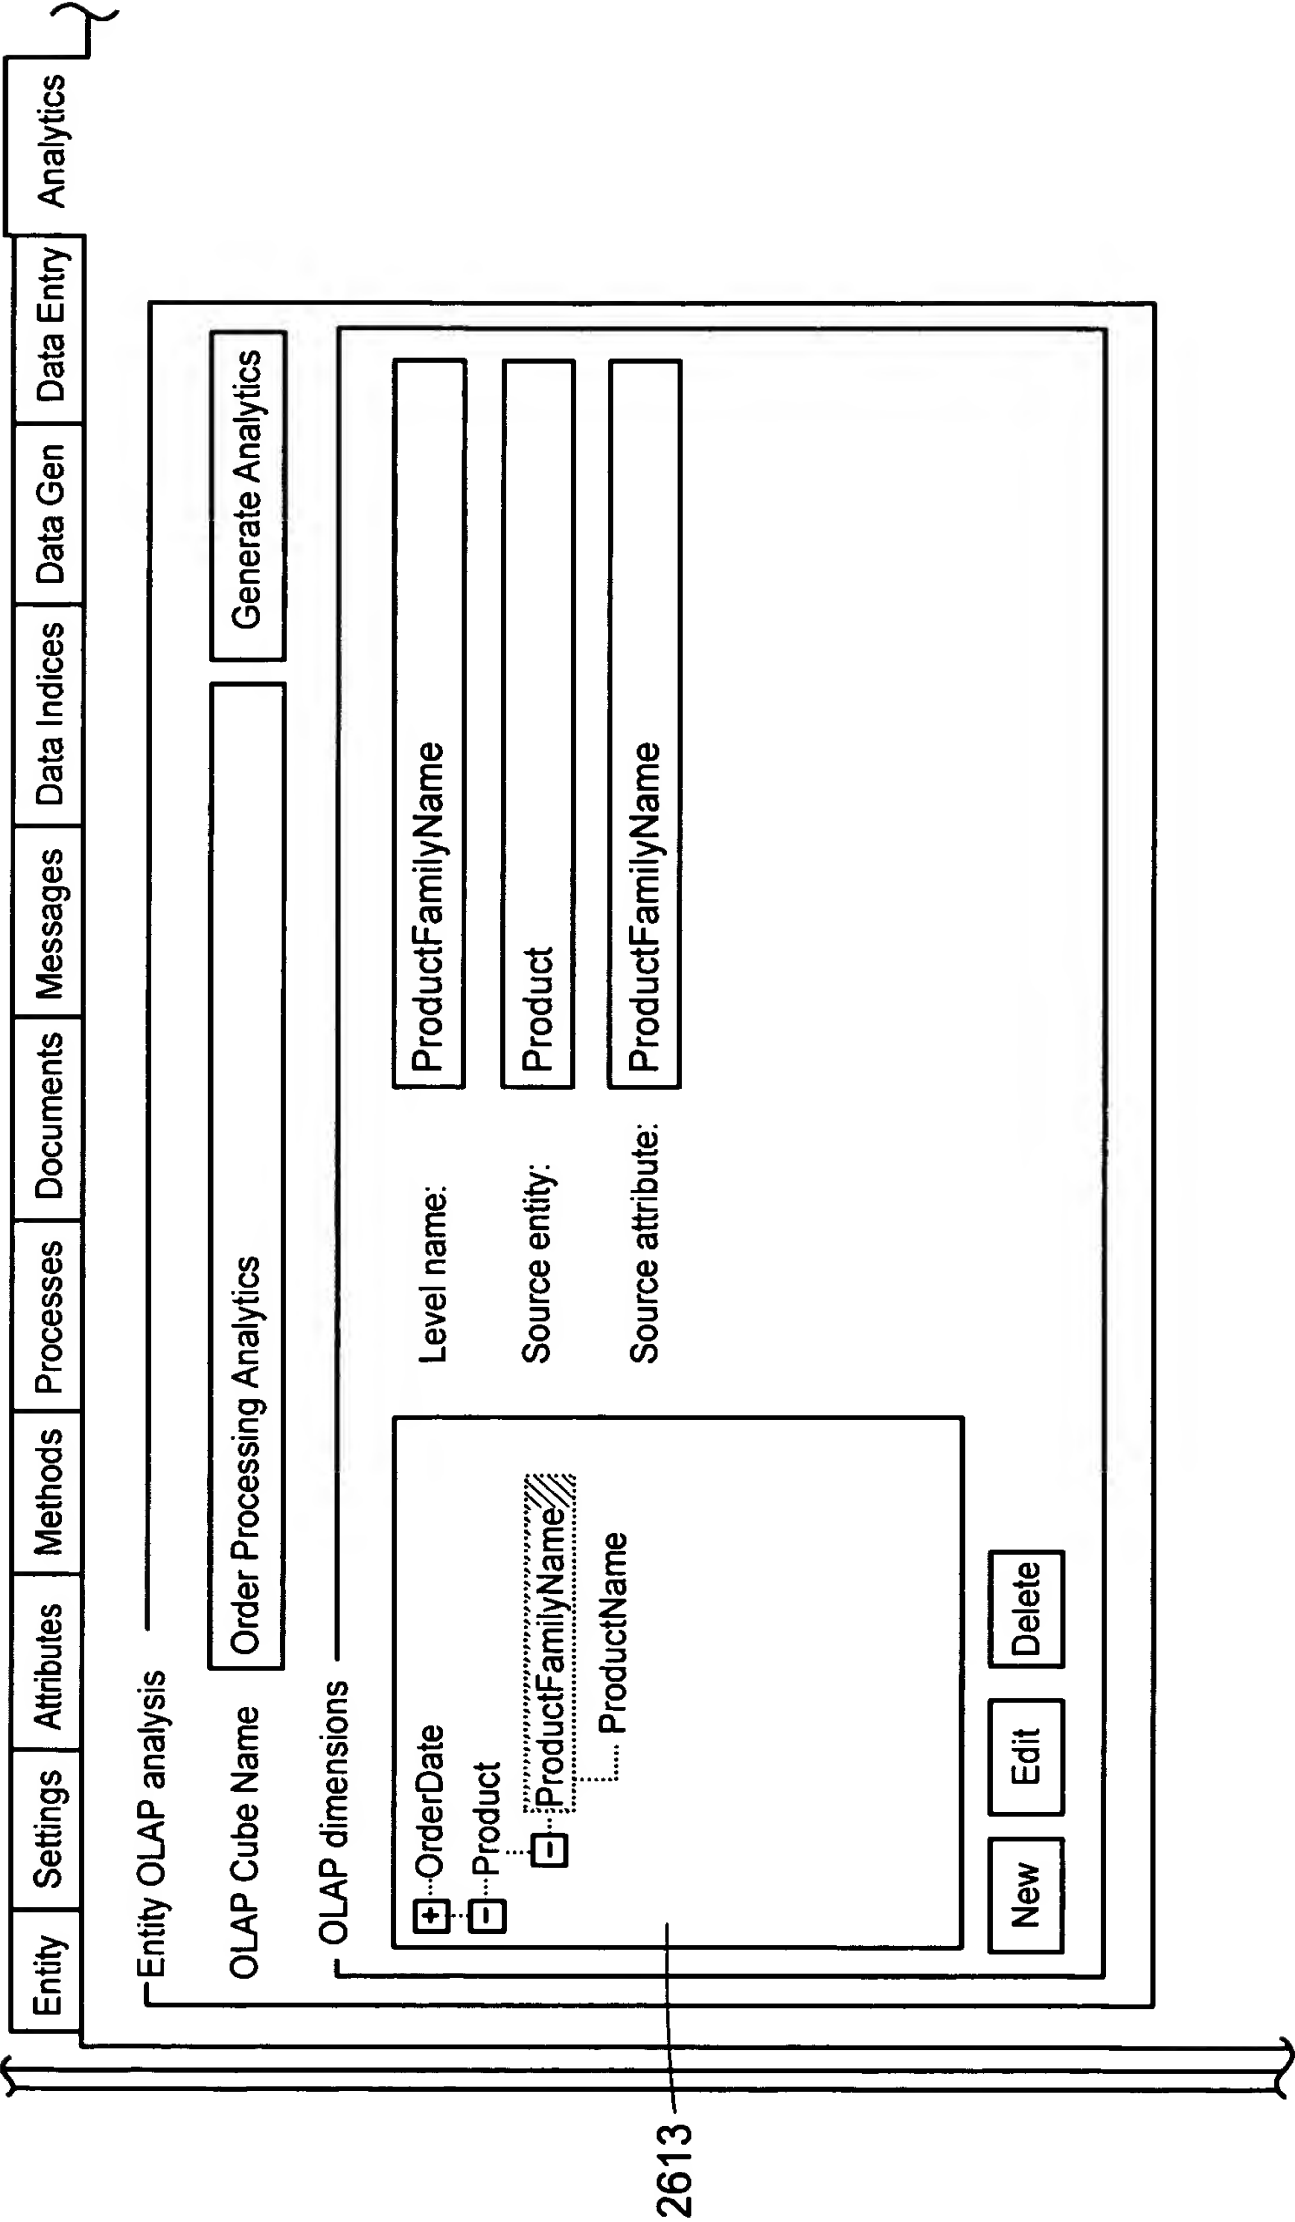 Entity Settings Attributes Methods Processes Documents Messages Data Indices Data Gen Data Entry Analytics
Entity OLAP analysis
OLAP Cube Name Order Processing Analytics Generate Analytics
OLAP dimensions
+ OrderDate Level name: ProductFamilyName
- Product
- ProductFamilyName Source entity: Product
ProductName Source attribute: ProductFamilyName
New Edit Delete
2613